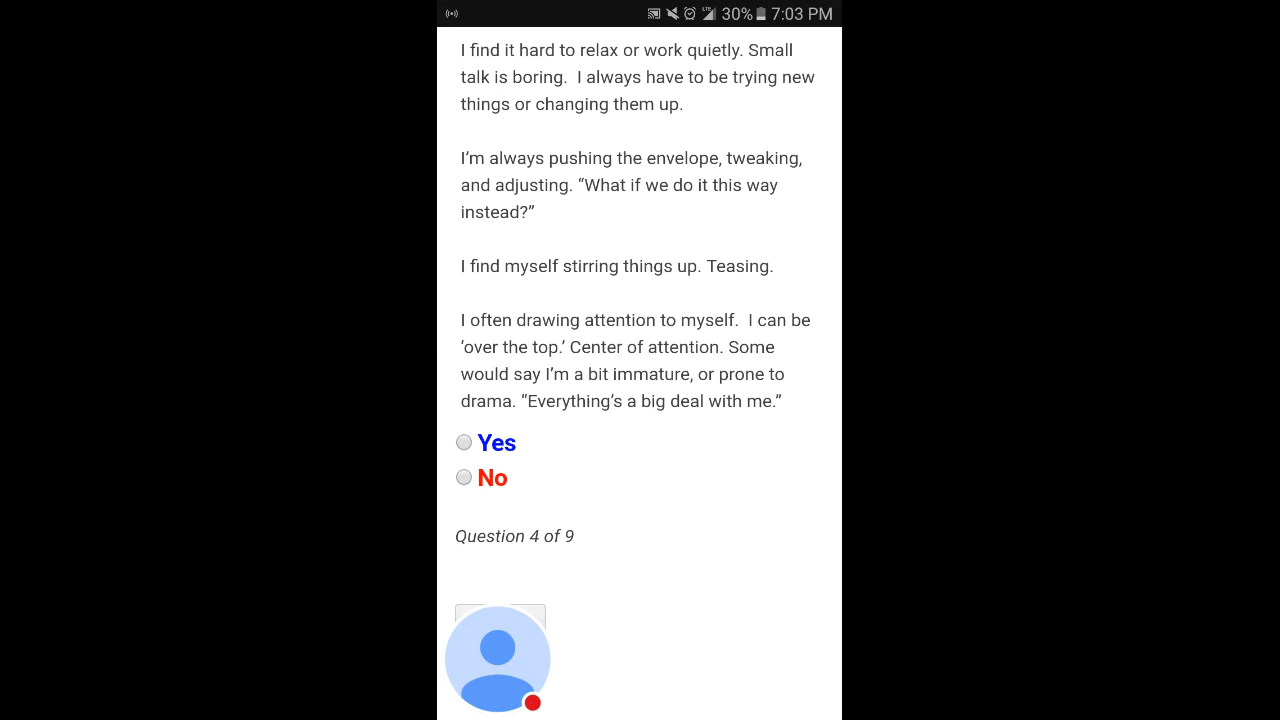 LTE 30% 7:03 PM
I find it hard to relax or work quietly. Small
talk is boring.  I always have to be trying new
things or changing them up.
I’m always pushing the envelope, tweaking,
and adjusting. “What if we do it this way
instead?”
I find myself stirring things up. Teasing.
I often drawing attention to myself.  I can be
‘over the top.’ Center of attention. Some
would say I’m a bit immature, or prone to
drama. “Everything’s a big deal with me.”
Yes
No
Question 4 of 9